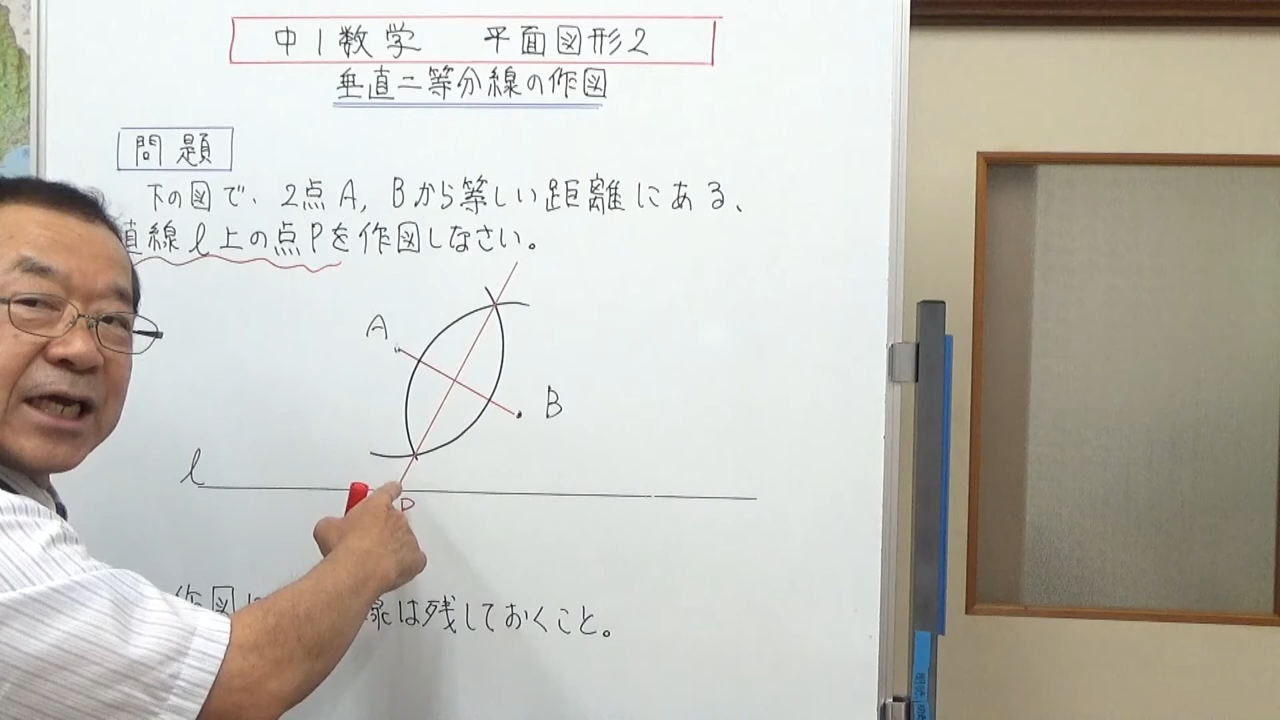 中1数学 平面図形2
垂直二等分線の作図
問題
下の図で、2点A, Bから等しい距離にある、
直線ℓ上の点Pを作図しなさい。
A
B
ℓ
P
作図に 線は残しておくこと。